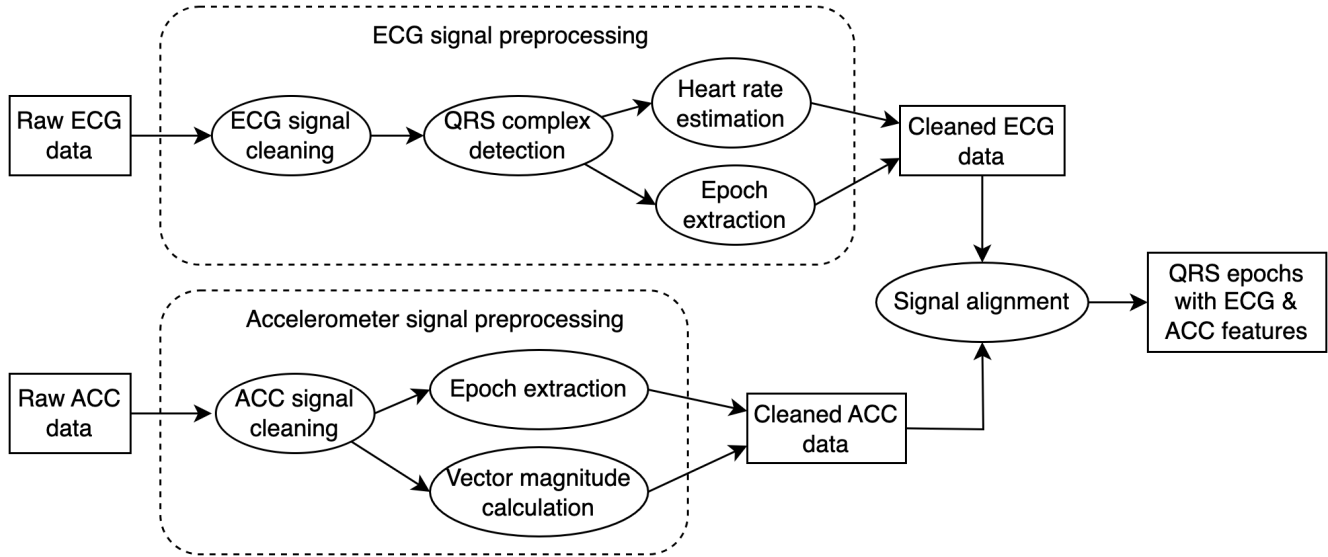 ECG signal preprocessing
Raw ECG
data
ECG signal
cleaning
QRS complex
detection
Heart rate
estimation
Epoch
extraction
Cleaned ECG
data
Signal alignment
QRS epochs
with ECG &
ACC features
Accelerometer signal preprocessing
Raw ACC
data
ACC signal
cleaning
Epoch extraction
Vector magnitude
calculation
Cleaned ACC
data